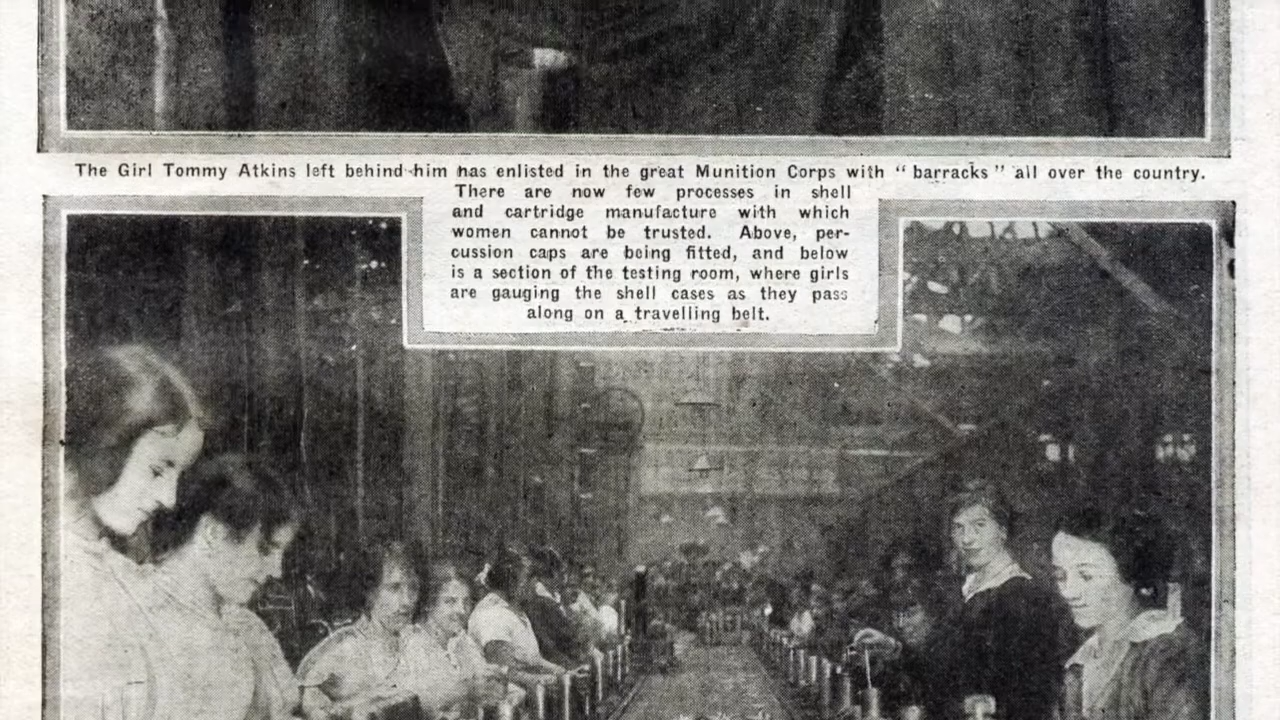 The Girl Tommy Atkins left behind him has enlisted in the great Munition Corps with "barracks" all over the country.
There are now few processes in shell
and cartridge manufacture with which
women cannot be trusted. Above, per-
cussion caps are being fitted, and below
is a section of the testing room, where girls
are gauging the shell cases as they pass
along on a travelling belt.